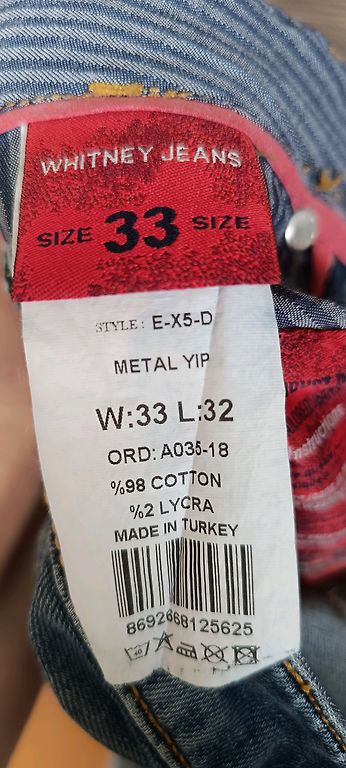 WHITNEY JEANS
SIZE 33 SIZE
STYLE: E-X5-D
METAL YIP
W:33 L:32
ORD: A035-18
%98 COTTON
%2 LYCRA
MADE IN TURKEY
8692668125625
40